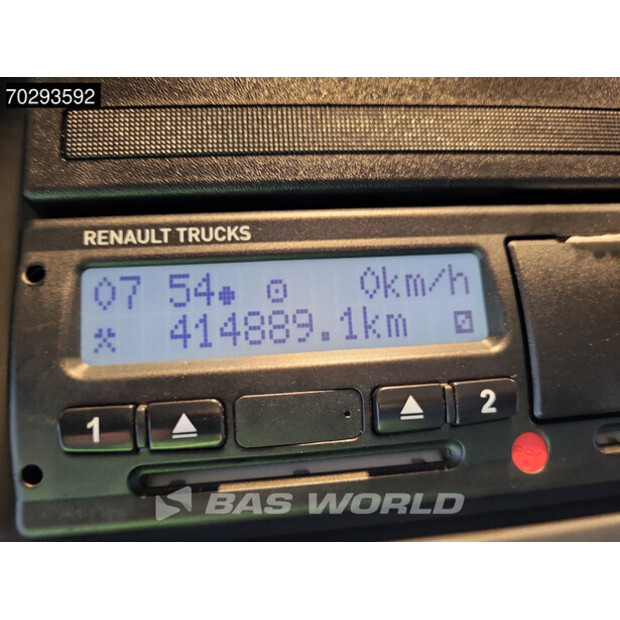 70293592
RENAULT TRUCKS
07 54 0km/h
414889.1km
1 2
BAS WORLD